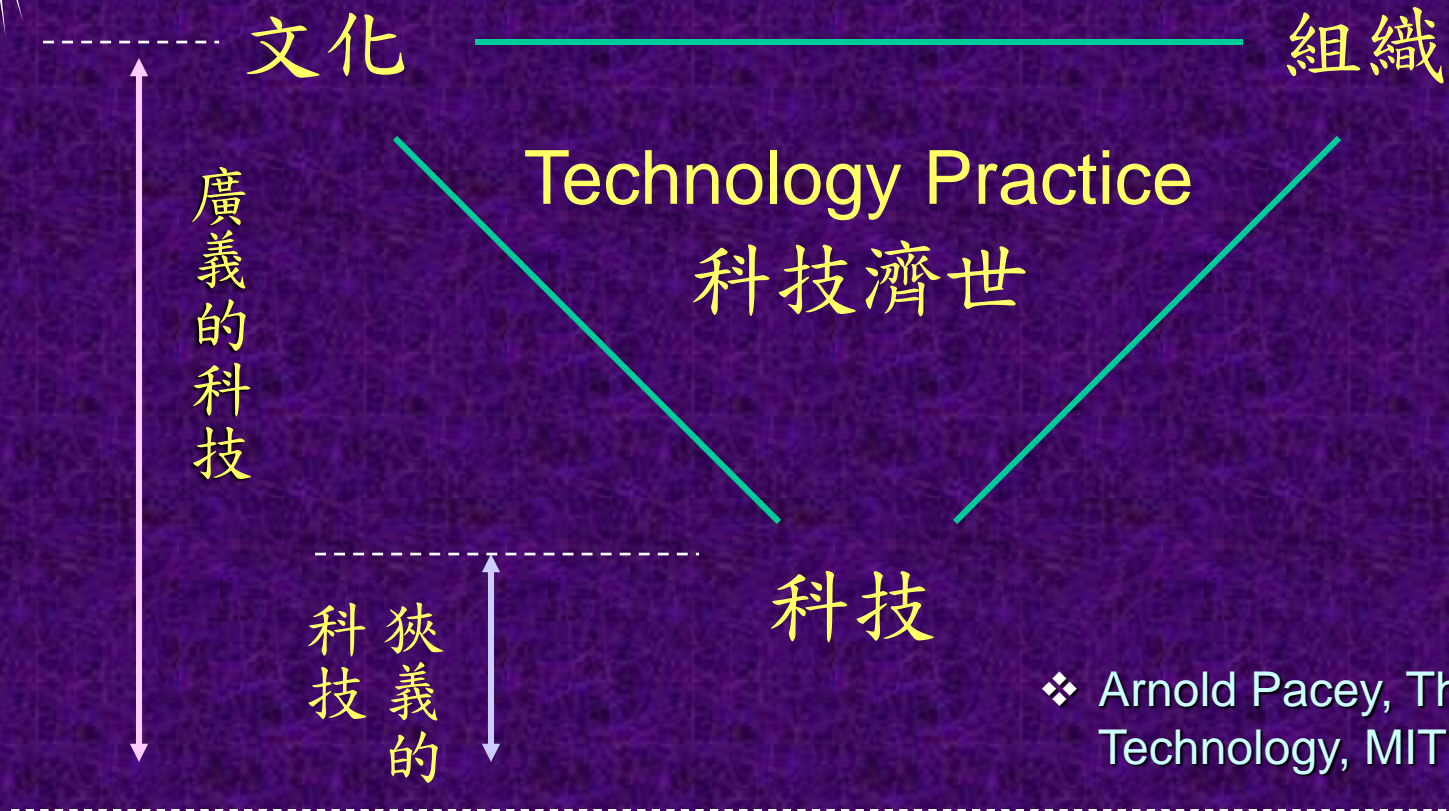 文化
組織
Technology Practice
科技濟世
廣義的科技
狹義的
科技
科技
❖ Arnold Pacey,
Technology, MIT